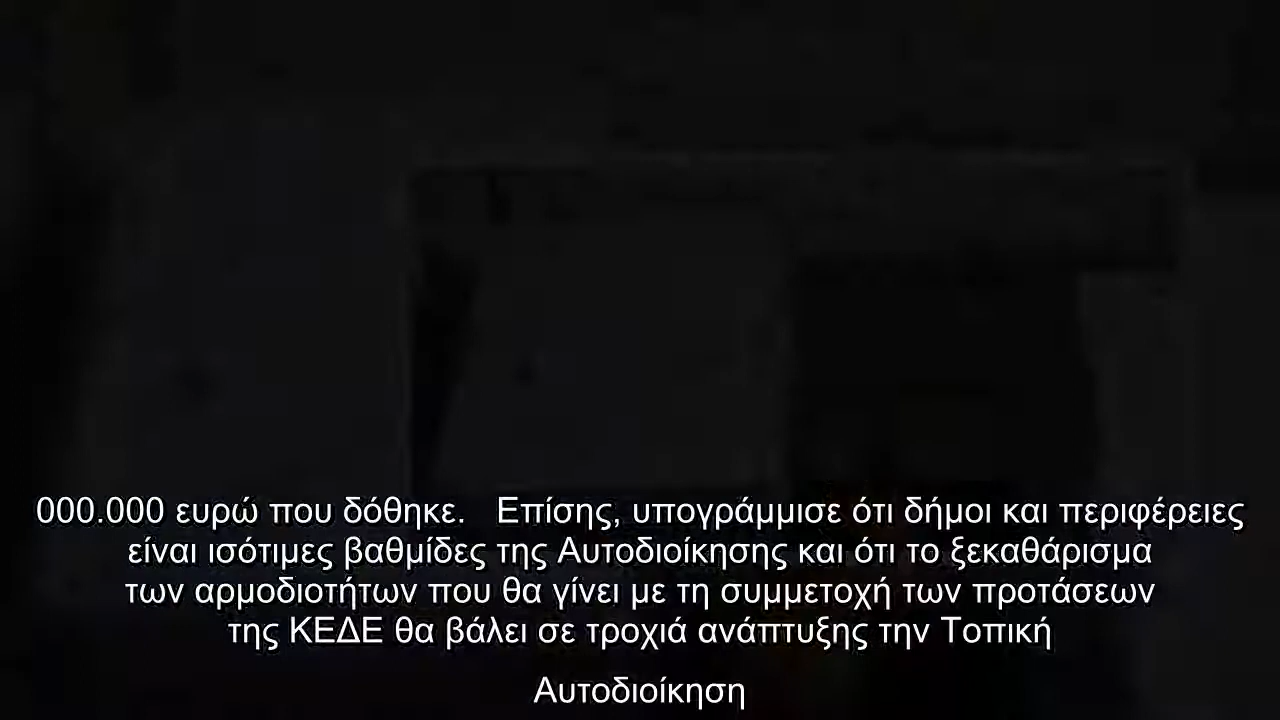 000.000 ευρώ που δόθηκε.   Επίσης, υπογράμμισε ότι δήμοι και περιφέρειες
είναι ισότιμες βαθμίδες της Αυτοδιοίκησης και ότι το ξεκαθάρισμα
των αρμοδιοτήτων που θα γίνει με τη συμμετοχή των προτάσεων
της ΚΕΔΕ θα βάλει σε τροχιά ανάπτυξης την Τοπική
Αυτοδιοίκηση